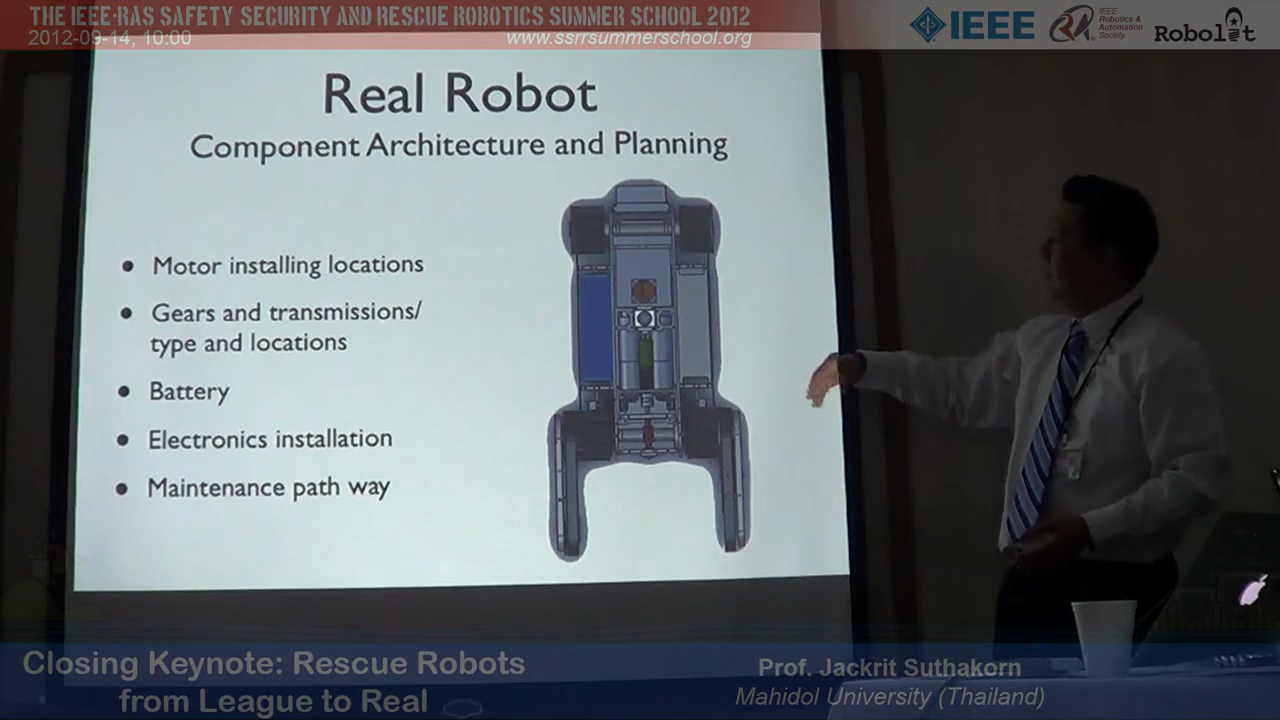 THE IEEE-RAS SAFETY SECURITY AND RESCUE ROBOTICS SUMMER SCHOOL 2012
2012-09-14, 10:00
www.ssrrsummerschool.org
IEEE
IEEE
Robotics &
Automation
Society
Robolit
Real Robot
Component Architecture and Planning
• Motor installing locations
• Gears and transmissions/
type and locations
• Battery
• Electronics installation
• Maintenance path way
Closing Keynote: Rescue Robots
from League to Real
Prof. Jackrit Suthakorn
Mahidol University (Thailand)